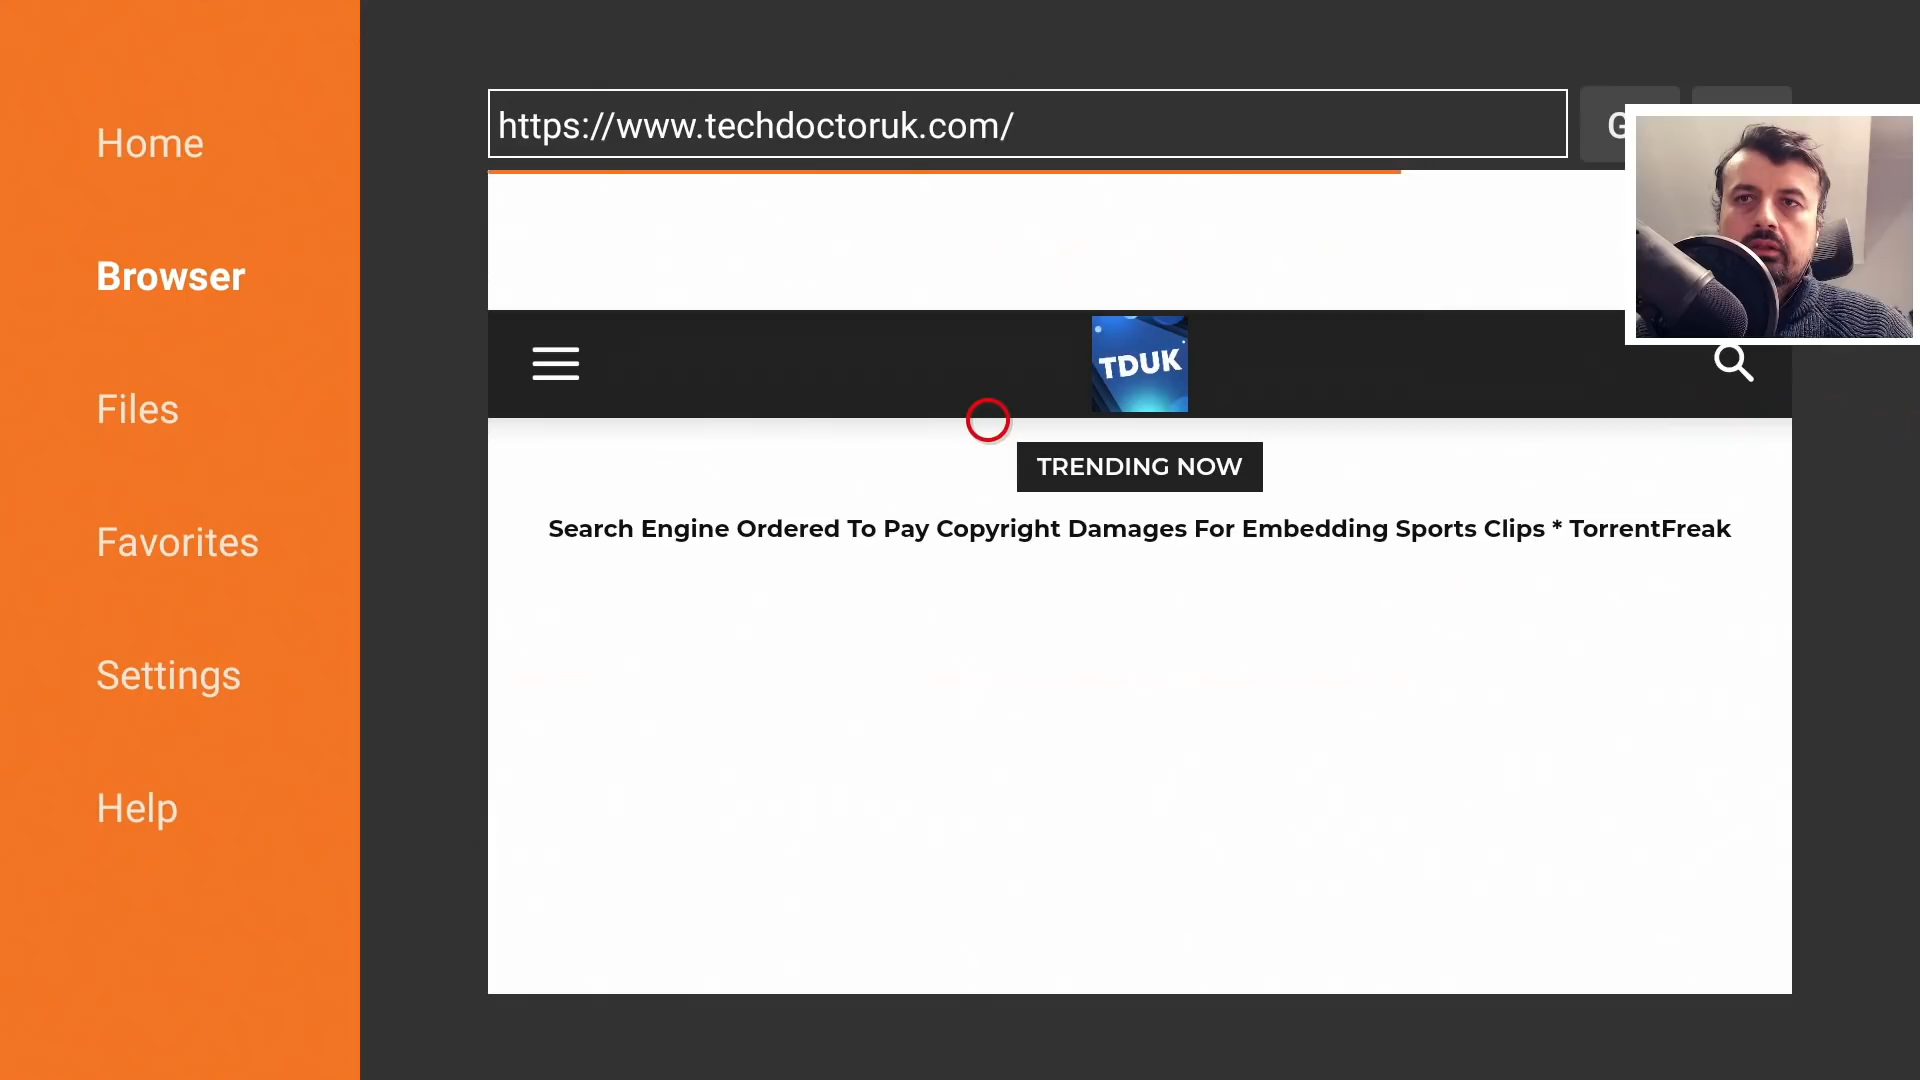 Home
Browser
Files
Favorites
Settings
Help
https://www.techdoctoruk.com/
TDUK
TRENDING NOW
Search Engine Ordered To Pay Copyright Damages For Embedding Sports Clips * TorrentFreak